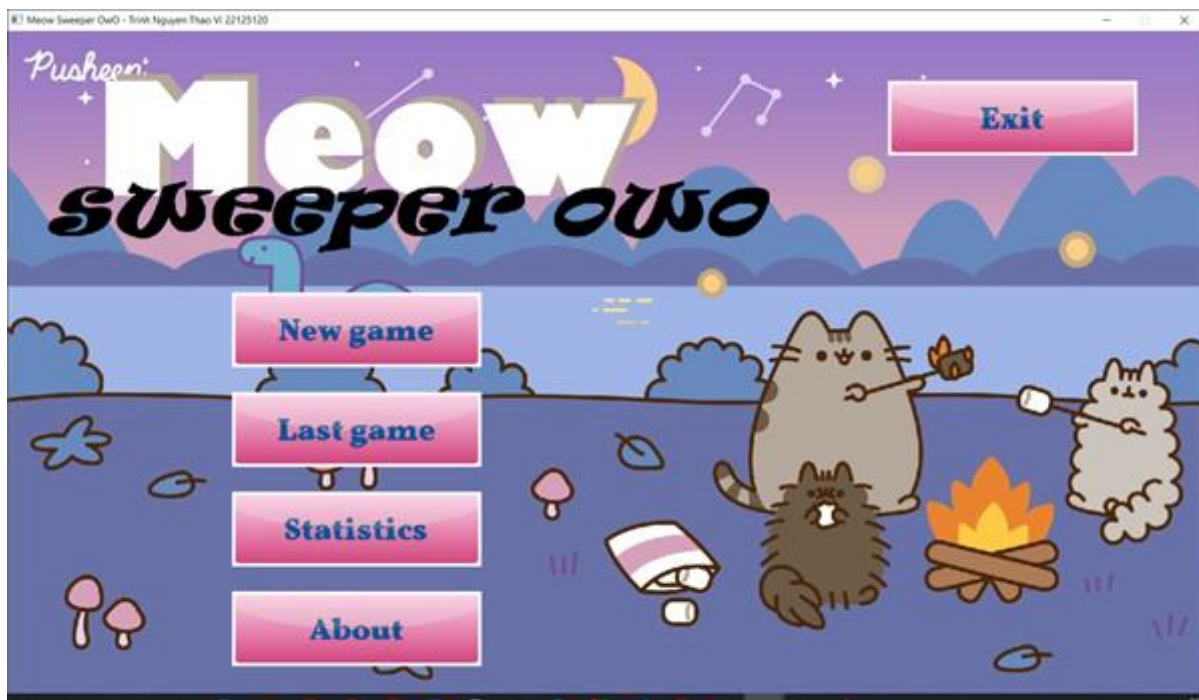 Meow Sweeper OwO - Trinh Nguyen Thao Vi 22125120
Pusheen
Meow
sweeper owo
Exit
New game
Last game
Statistics
About